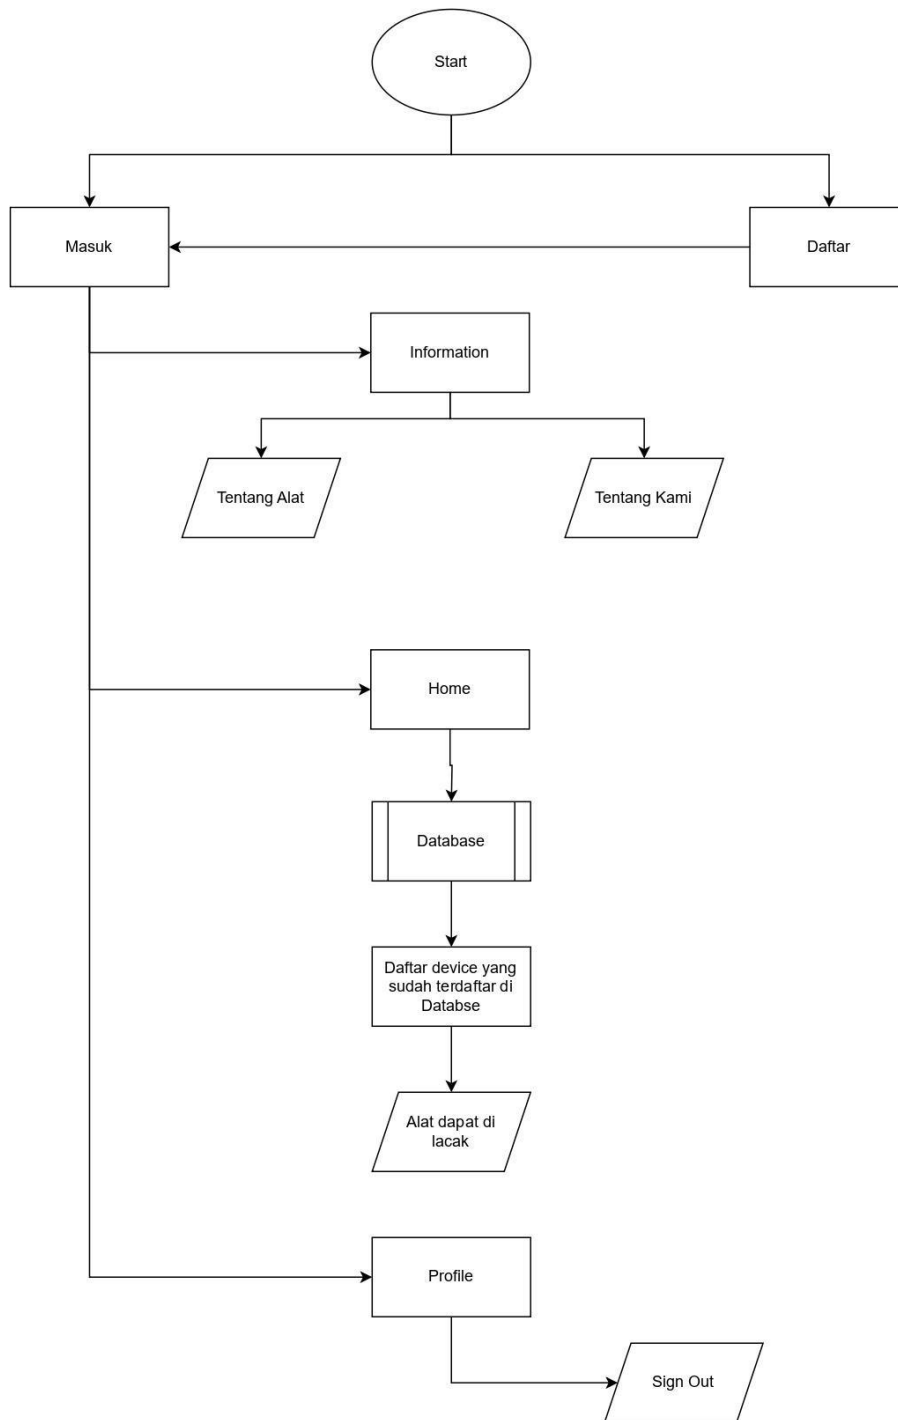 Start
Masuk
Daftar
Information
Tentang Alat
Tentang Kami
Home
Database
Daftar device yang
sudah terdaftar di
Databse
Alat dapat di
lacak
Profile
Sign Out